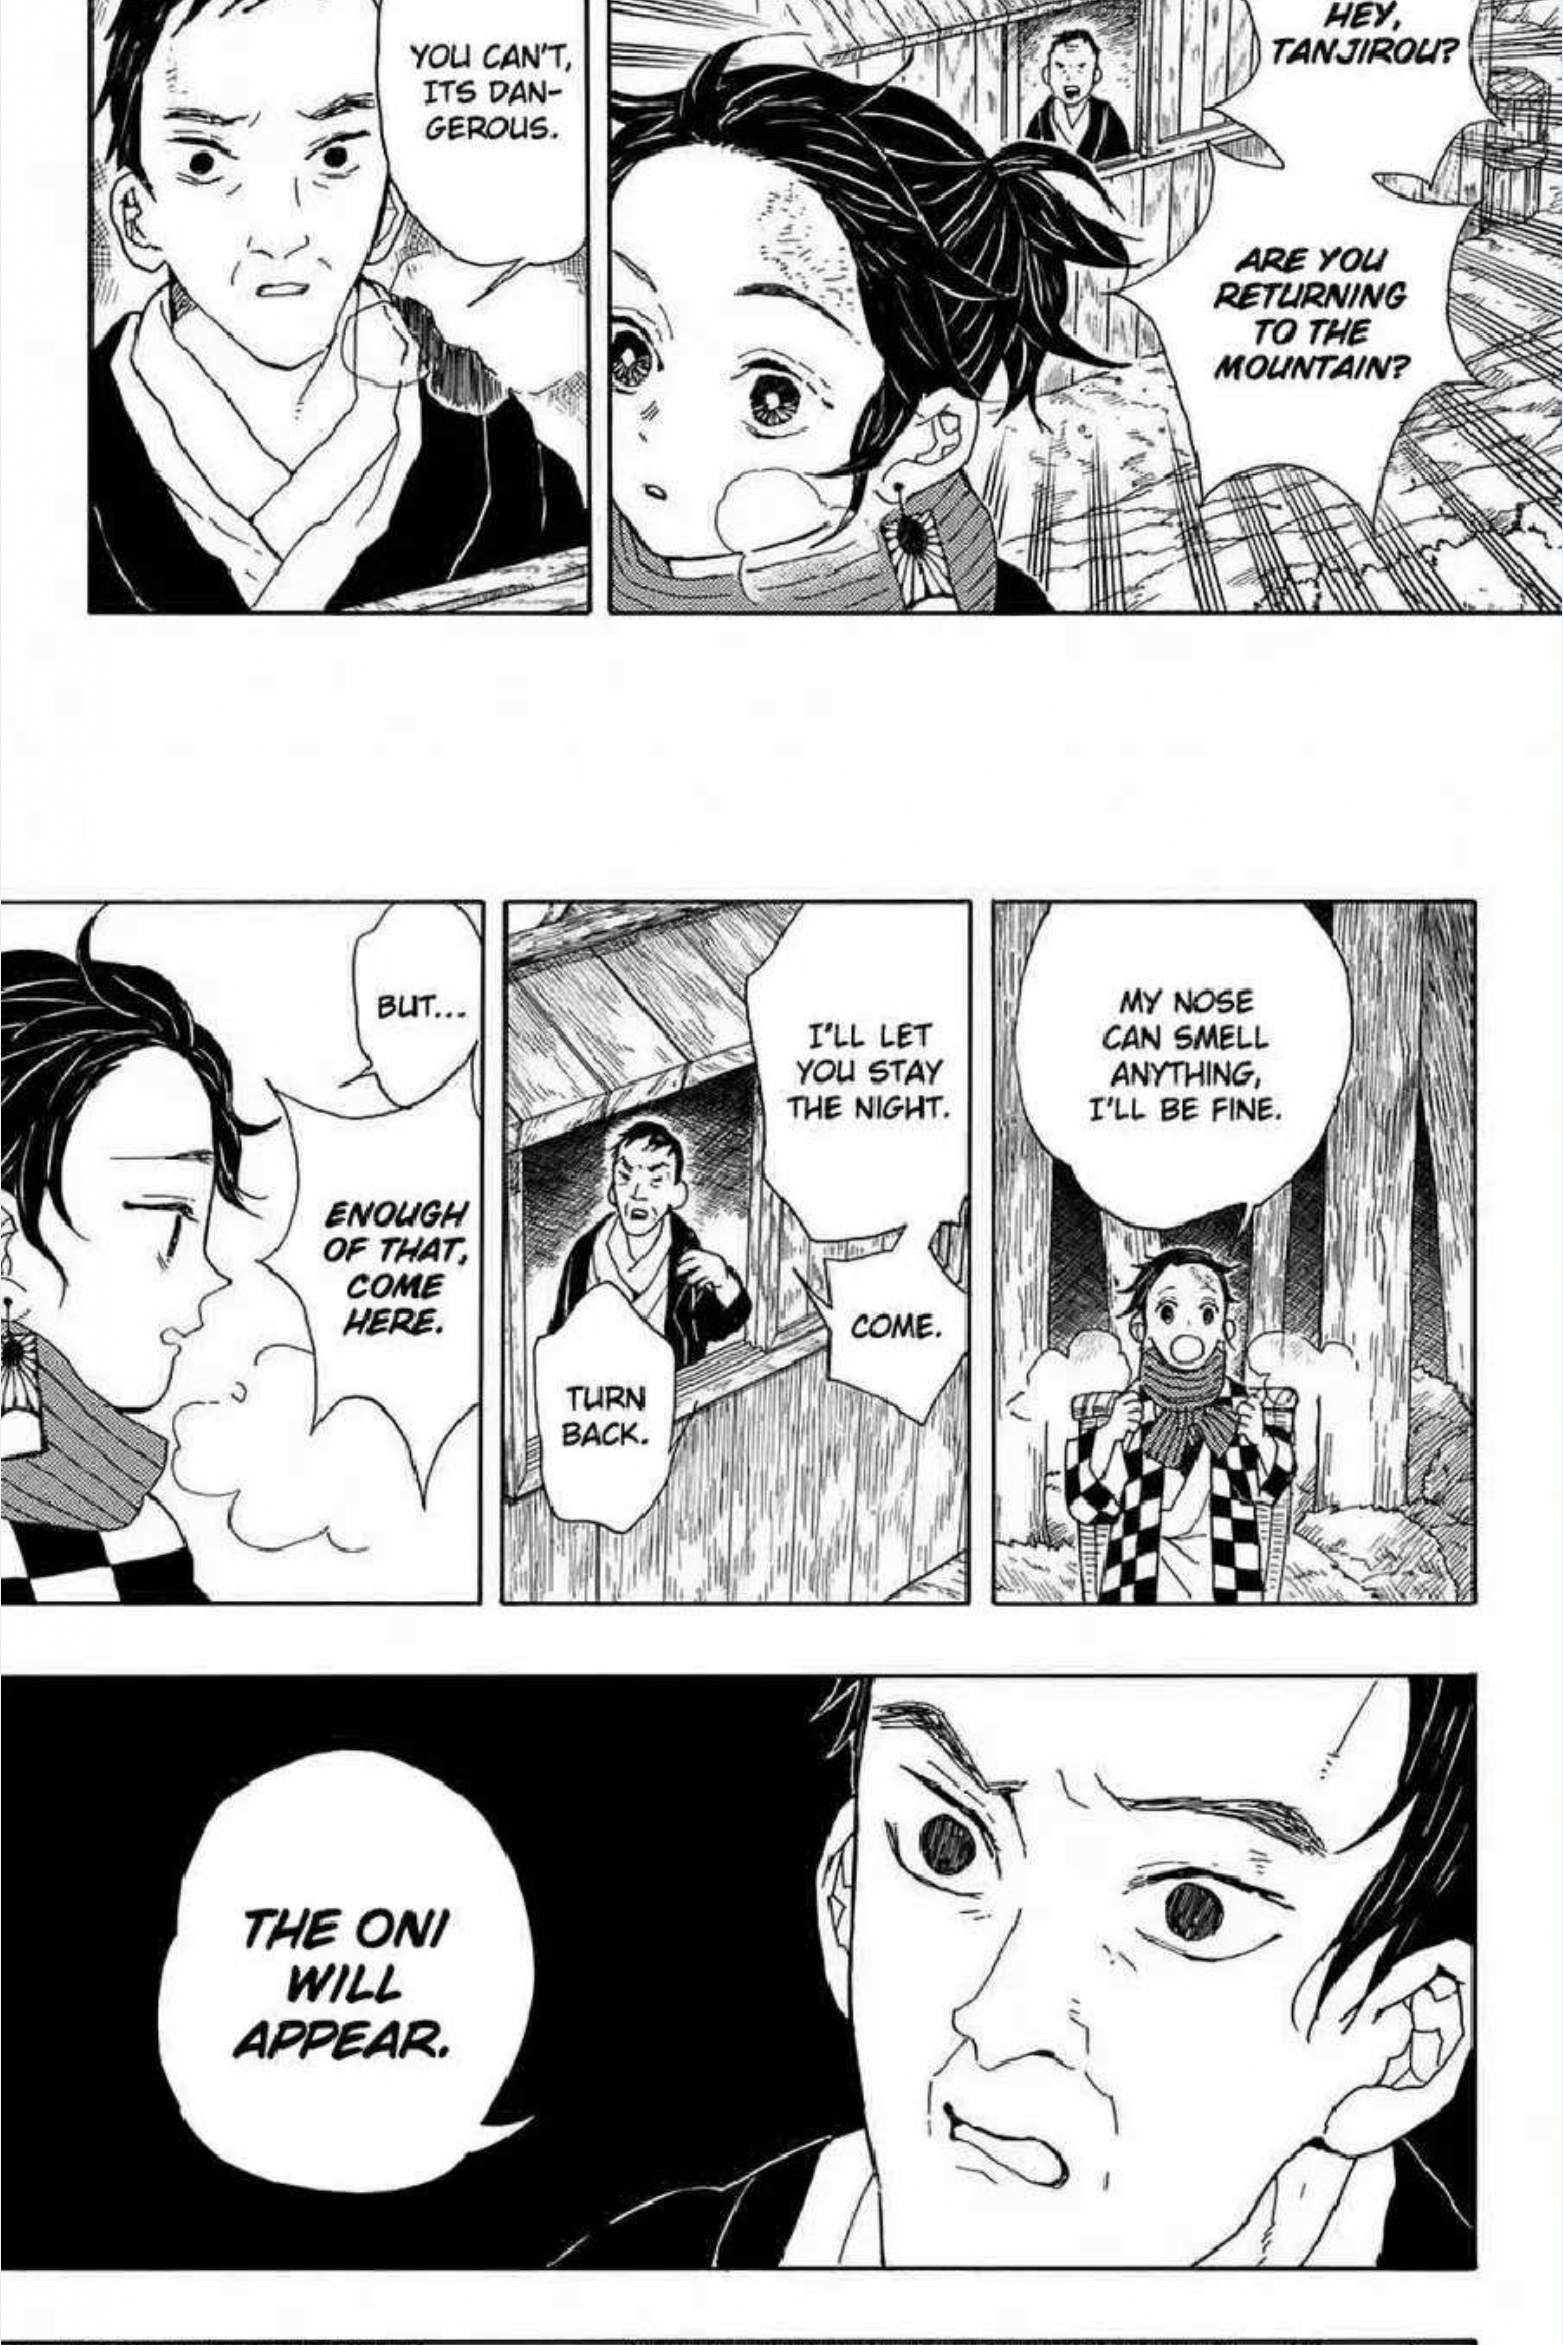 HEY,
TANJIROU?
ARE YOU
RETURNING
TO THE
MOUNTAIN?
YOU CAN'T,
ITS DAN-
GEROUS.
MY NOSE
CAN SMELL
ANYTHING,
I'LL BE FINE.
I'LL LET
YOU STAY
THE NIGHT.
COME.
TURN
BACK.
BUT...
ENOUGH
OF THAT,
COME
HERE.
THE ONI
WILL
APPEAR.